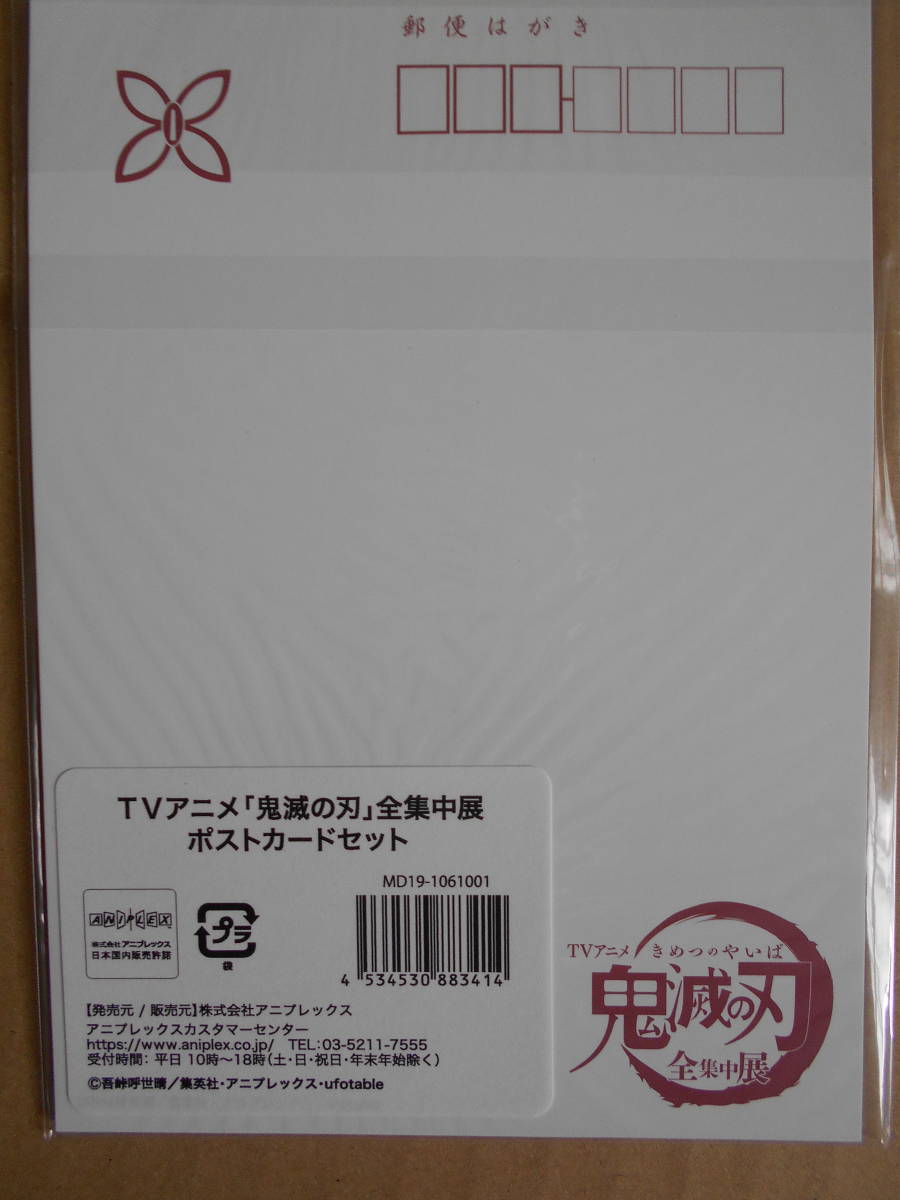 郵便はがき
TVアニメ「鬼滅の刃」全集中展
ポストカードセット
MD19-1061001
ANIPLEX
株式会社アニプレックス
日本国内販売許諾
プラ
袋
4 534530 883414
【発売元 / 販売元】株式会社アニプレックス
アニプレックスカスタマーセンター
https://www.aniplex.co.jp/ TEL:03-5211-7555
受付時間: 平日 10時～18時(土・日・祝日・年末年始除く)
©吾峠呼世晴／集英社・アニプレックス・ufotable
TVアニメ きめつのやいば
鬼滅の刃
全集中展